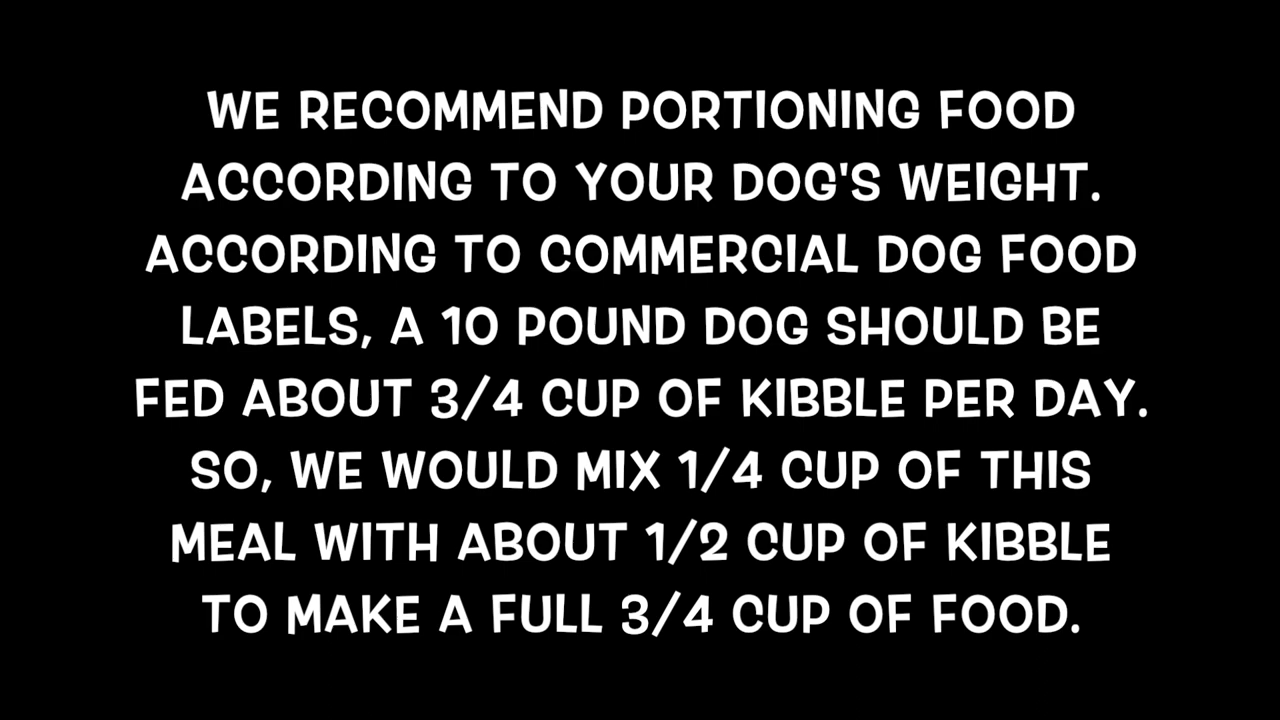 WE RECOMMEND PORTIONING FOOD
ACCORDING TO YOUR DOG'S WEIGHT.
ACCORDING TO COMMERCIAL DOG FOOD
LABELS, A 10 POUND DOG SHOULD BE
FED ABOUT 3/4 CUP OF KIBBLE PER DAY.
SO, WE WOULD MIX 1/4 CUP OF THIS
MEAL WITH ABOUT 1/2 CUP OF KIBBLE
TO MAKE A FULL 3/4 CUP OF FOOD.